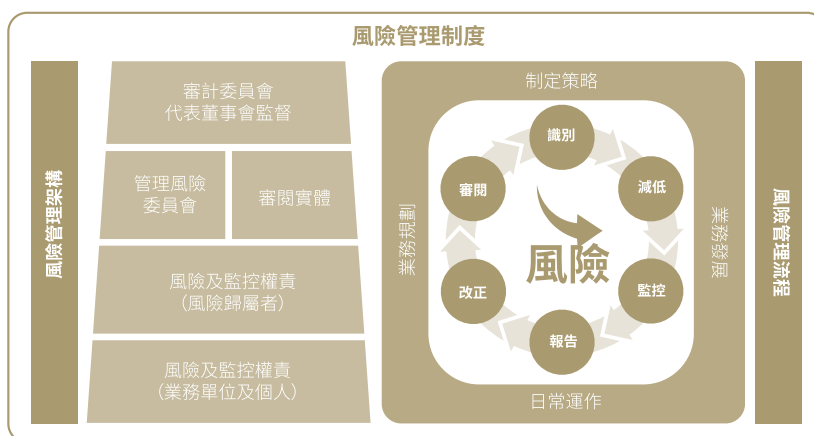 風險管理制度
風險管理架構
審計委員會
代表董事會監督
管理風險
委員會
審閱實體
風險及監控權責
（風險歸屬者）
風險及監控權責
（業務單位及個人）
制定策略
業務規劃
業務發展
日常運作
識別
減低
監控
報告
改正
審閱
風險
風險管理流程